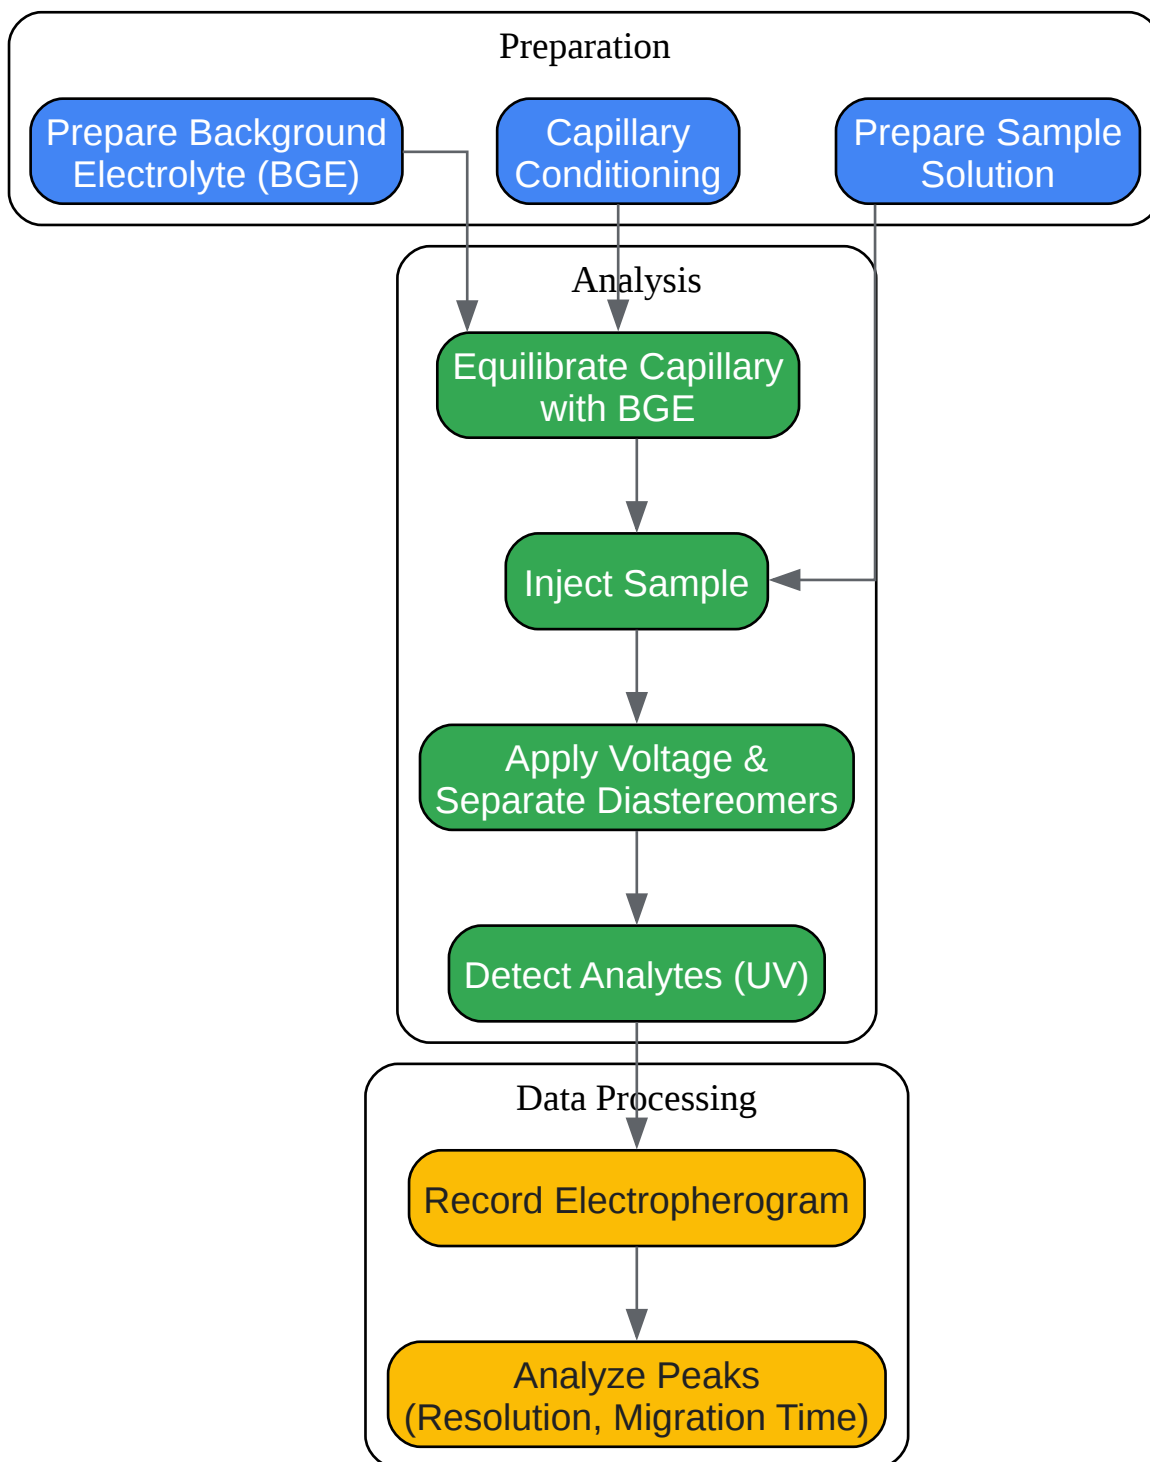 Preparation
Prepare Background
Electrolyte (BGE)
Capillary
Conditioning
Prepare Sample
Solution
Analysis
Equilibrate Capillary
with BGE
Inject Sample
Apply Voltage &
Separate Diastereomers
Detect Analytes (UV)
Data Processing
Record Electropherogram
Analyze Peaks
(Resolution, Migration Time)